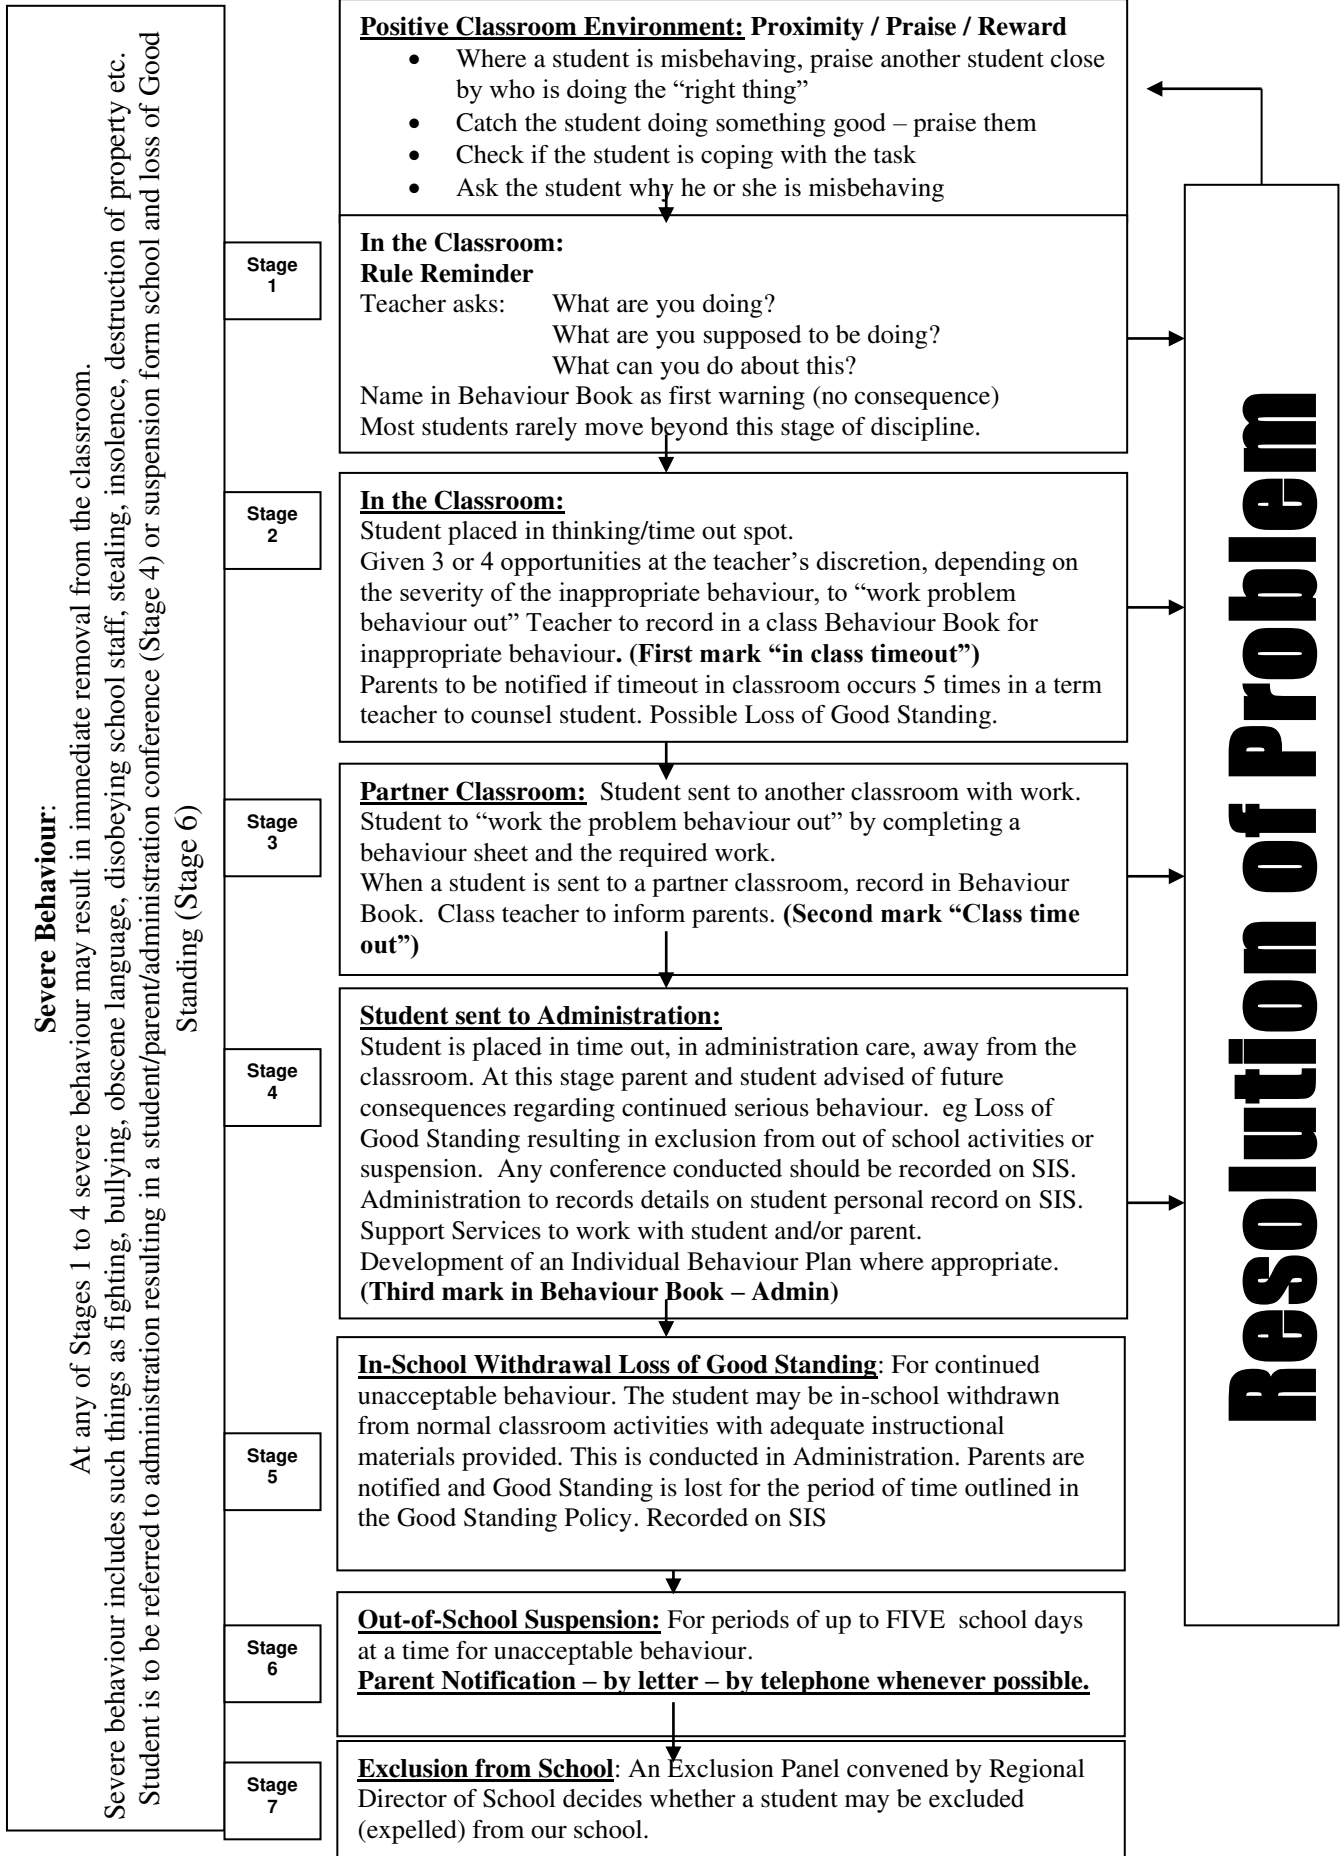 Severe Behaviour:
At any of Stages 1 to 4 severe behaviour may result in immediate removal from the classroom.
Severe behaviour includes such things as fighting, bullying, obscene language, disobeying school staff, stealing, insolence, destruction of property etc.
Student is to be referred to administration resulting in a student/parent/administration conference (Stage 4) or suspension form school and loss of Good
Standing (Stage 6)
Positive Classroom Environment: Proximity / Praise / Reward
• Where a student is misbehaving, praise another student close
by who is doing the “right thing”
• Catch the student doing something good – praise them
• Check if the student is coping with the task
• Ask the student why he or she is misbehaving
Stage
1
In the Classroom:
Rule Reminder
Teacher asks: What are you doing?
What are you supposed to be doing?
What can you do about this?
Name in Behaviour Book as first warning (no consequence)
Most students rarely move beyond this stage of discipline.
Stage
2
In the Classroom:
Student placed in thinking/time out spot.
Given 3 or 4 opportunities at the teacher’s discretion, depending on
the severity of the inappropriate behaviour, to “work problem
behaviour out” Teacher to record in a class Behaviour Book for
inappropriate behaviour. (First mark “in class timeout”)
Parents to be notified if timeout in classroom occurs 5 times in a term
teacher to counsel student. Possible Loss of Good Standing.
Stage
3
Partner Classroom: Student sent to another classroom with work.
Student to “work the problem behaviour out” by completing a
behaviour sheet and the required work.
When a student is sent to a partner classroom, record in Behaviour
Book. Class teacher to inform parents. (Second mark “Class time
out”)
Stage
4
Student sent to Administration:
Student is placed in time out, in administration care, away from the
classroom. At this stage parent and student advised of future
consequences regarding continued serious behaviour. eg Loss of
Good Standing resulting in exclusion from out of school activities or
suspension. Any conference conducted should be recorded on SIS.
Administration to records details on student personal record on SIS.
Support Services to work with student and/or parent.
Development of an Individual Behaviour Plan where appropriate.
(Third mark in Behaviour Book – Admin)
Stage
5
In-School Withdrawal Loss of Good Standing: For continued
unacceptable behaviour. The student may be in-school withdrawn
from normal classroom activities with adequate instructional
materials provided. This is conducted in Administration. Parents are
notified and Good Standing is lost for the period of time outlined in
the Good Standing Policy. Recorded on SIS
Stage
6
Out-of-School Suspension: For periods of up to FIVE school days
at a time for unacceptable behaviour.
Parent Notification – by letter – by telephone whenever possible.
Stage
7
Exclusion from School: An Exclusion Panel convened by Regional
Director of School decides whether a student may be excluded
(expelled) from our school.
Resolution of Problem